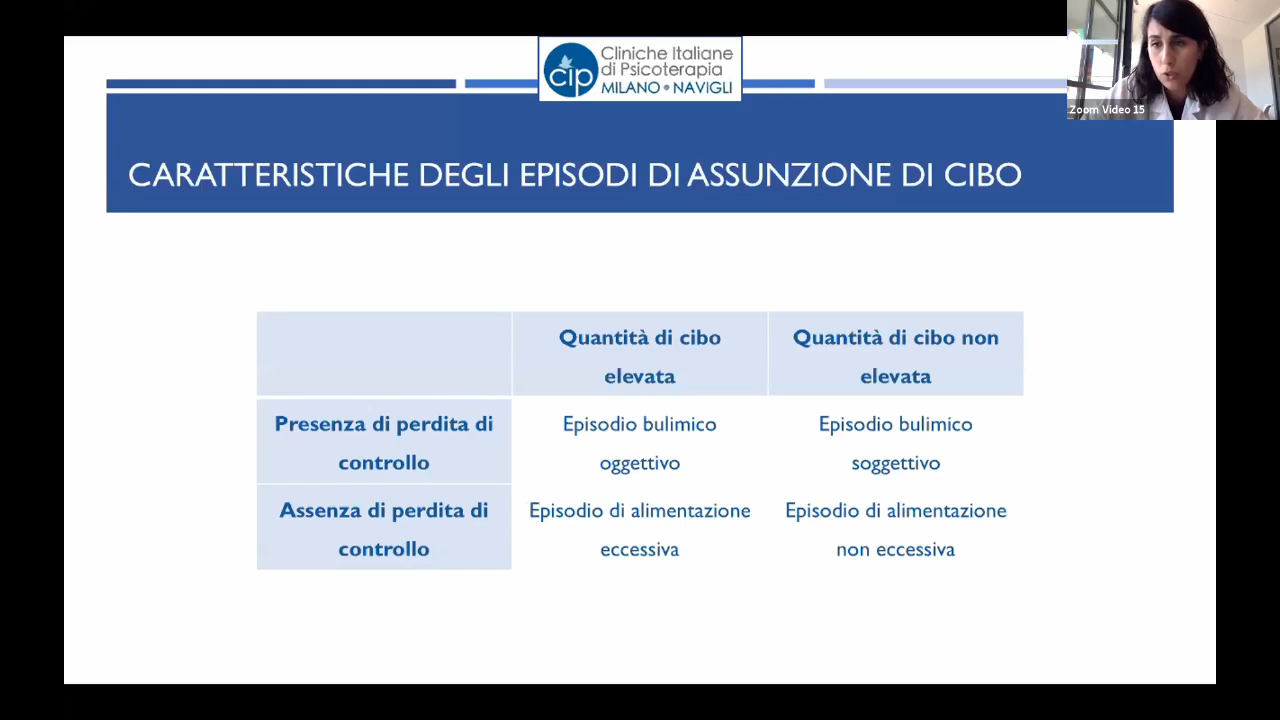 Cliniche Italiane
di Psicoterapia
cip
MILANO • NAVIGLI
Zoom Video 15
CARATTERISTICHE DEGLI EPISODI DI ASSUNZIONE DI CIBO
Quantità di cibo
elevata
Quantità di cibo non
elevata
Presenza di perdita di
controllo
Episodio bulimico
oggettivo
Episodio bulimico
soggettivo
Assenza di perdita di
controllo
Episodio di alimentazione
eccessiva
Episodio di alimentazione
non eccessiva